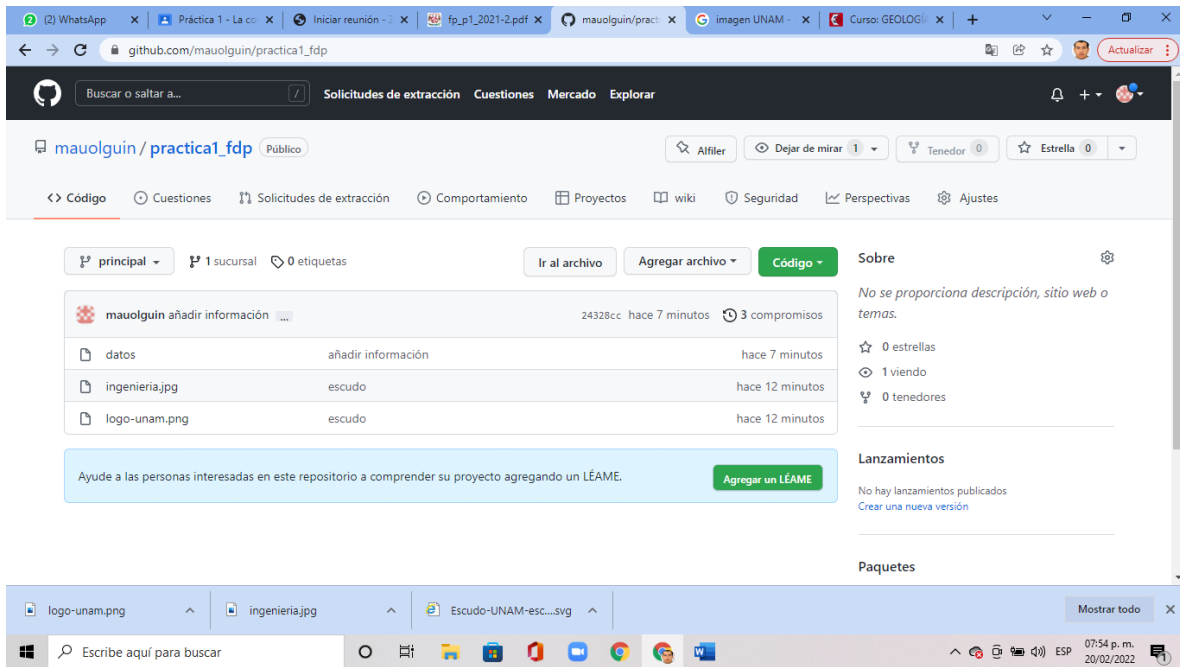 (2) WhatsApp
Práctica 1 - La co
Iniciar reunión - Z
fp_p1_2021-2.pdf
mauolguin/pract
imagen UNAM -
Curso: GEOLOGÍA
github.com/mauolguin/practica1_fdp
Actualizar
Buscar o saltar a...
/
Solicitudes de extracción Cuestiones Mercado Explorar
mauolguin / practica1_fdp Público
Alfiler
Dejar de mirar 1
Tenedor 0
Estrella 0
<> Código Cuestiones Solicitudes de extracción Comportamiento Proyectos wiki Seguridad Perspectivas Ajustes
principal 1 sucursal 0 etiquetas
Ir al archivo Agregar archivo Código
mauolguin añadir información ... 24328cc hace 7 minutos 3 compromisos
datos añadir información hace 7 minutos
ingenieria.jpg escudo hace 12 minutos
logo-unam.png escudo hace 12 minutos
Ayude a las personas interesadas en este repositorio a comprender su proyecto agregando un LÉAME.
Agregar un LÉAME
Sobre
No se proporciona descripción, sitio web o
temas.
0 estrellas
1 viendo
0 tenedores
Lanzamientos
No hay lanzamientos publicados
Crear una nueva versión
Paquetes
logo-unam.png
ingenieria.jpg
Escudo-UNAM-esc....svg
Mostrar todo
Escribe aquí para buscar
ESP
07:54 p. m.
20/02/2022